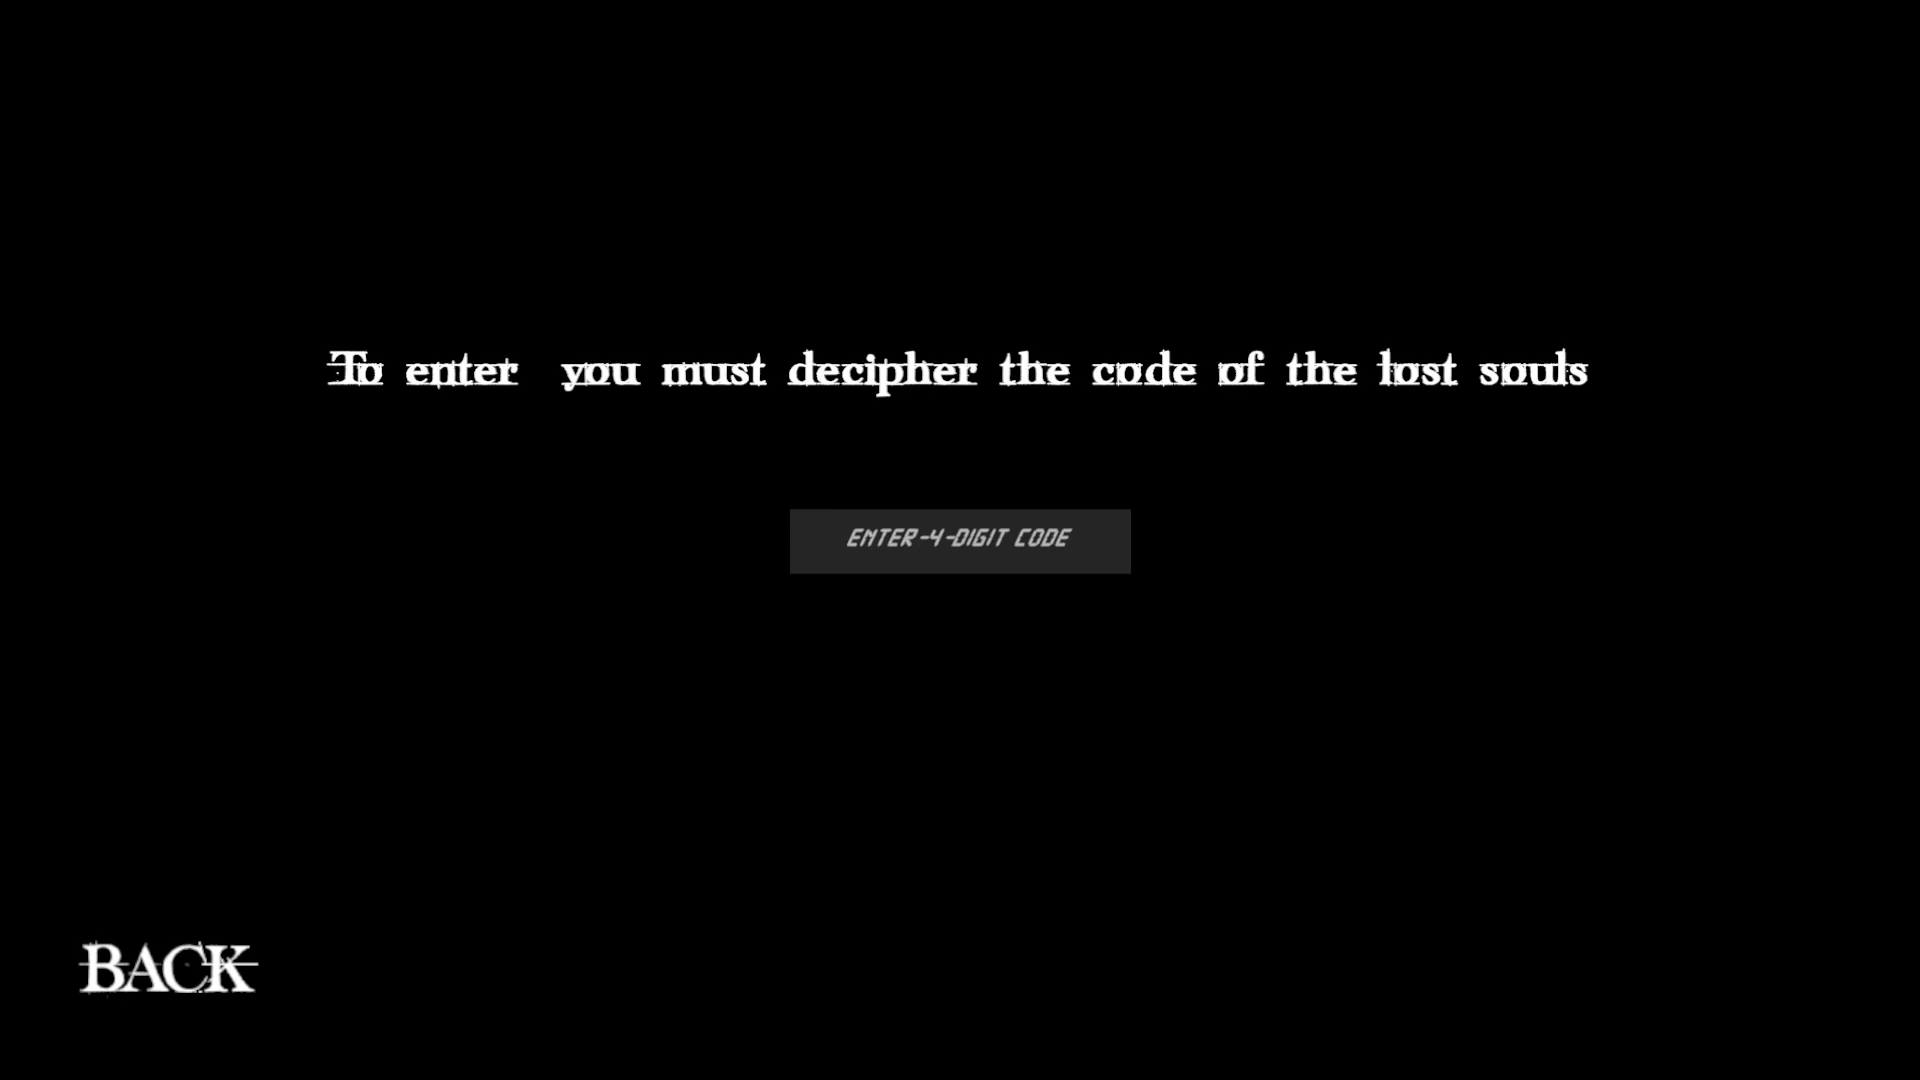 To enter  you must decipher the code of the lost souls
ENTER-4-DIGIT CODE
BACK